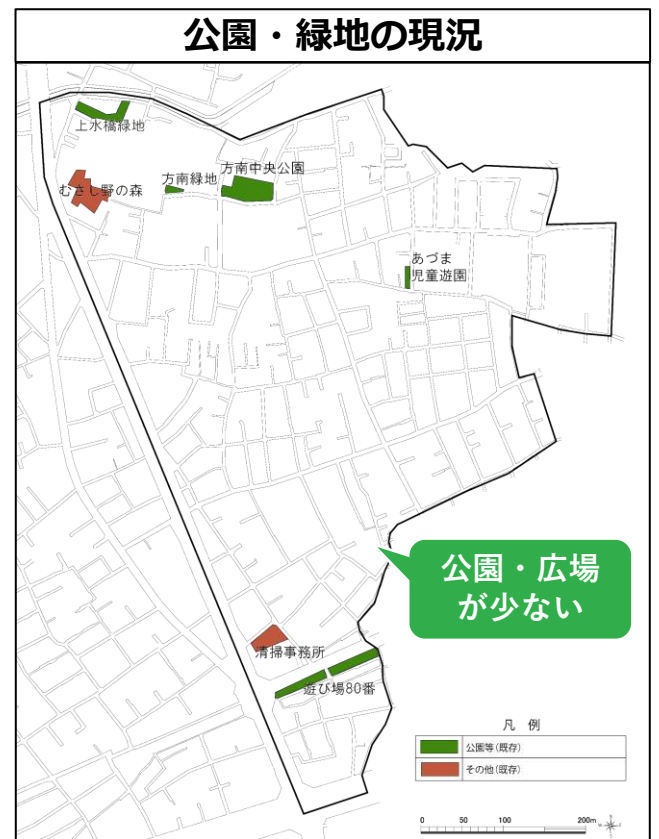 公園・緑地の現況
上水橋緑地
方南中央公園
方南緑地
むさし野の森
あづま
児童遊園
公園・広場
が少ない
清掃事務所
遊び場80番
凡 例
公園等(既存)
その他(既存)
0 50 100 200m